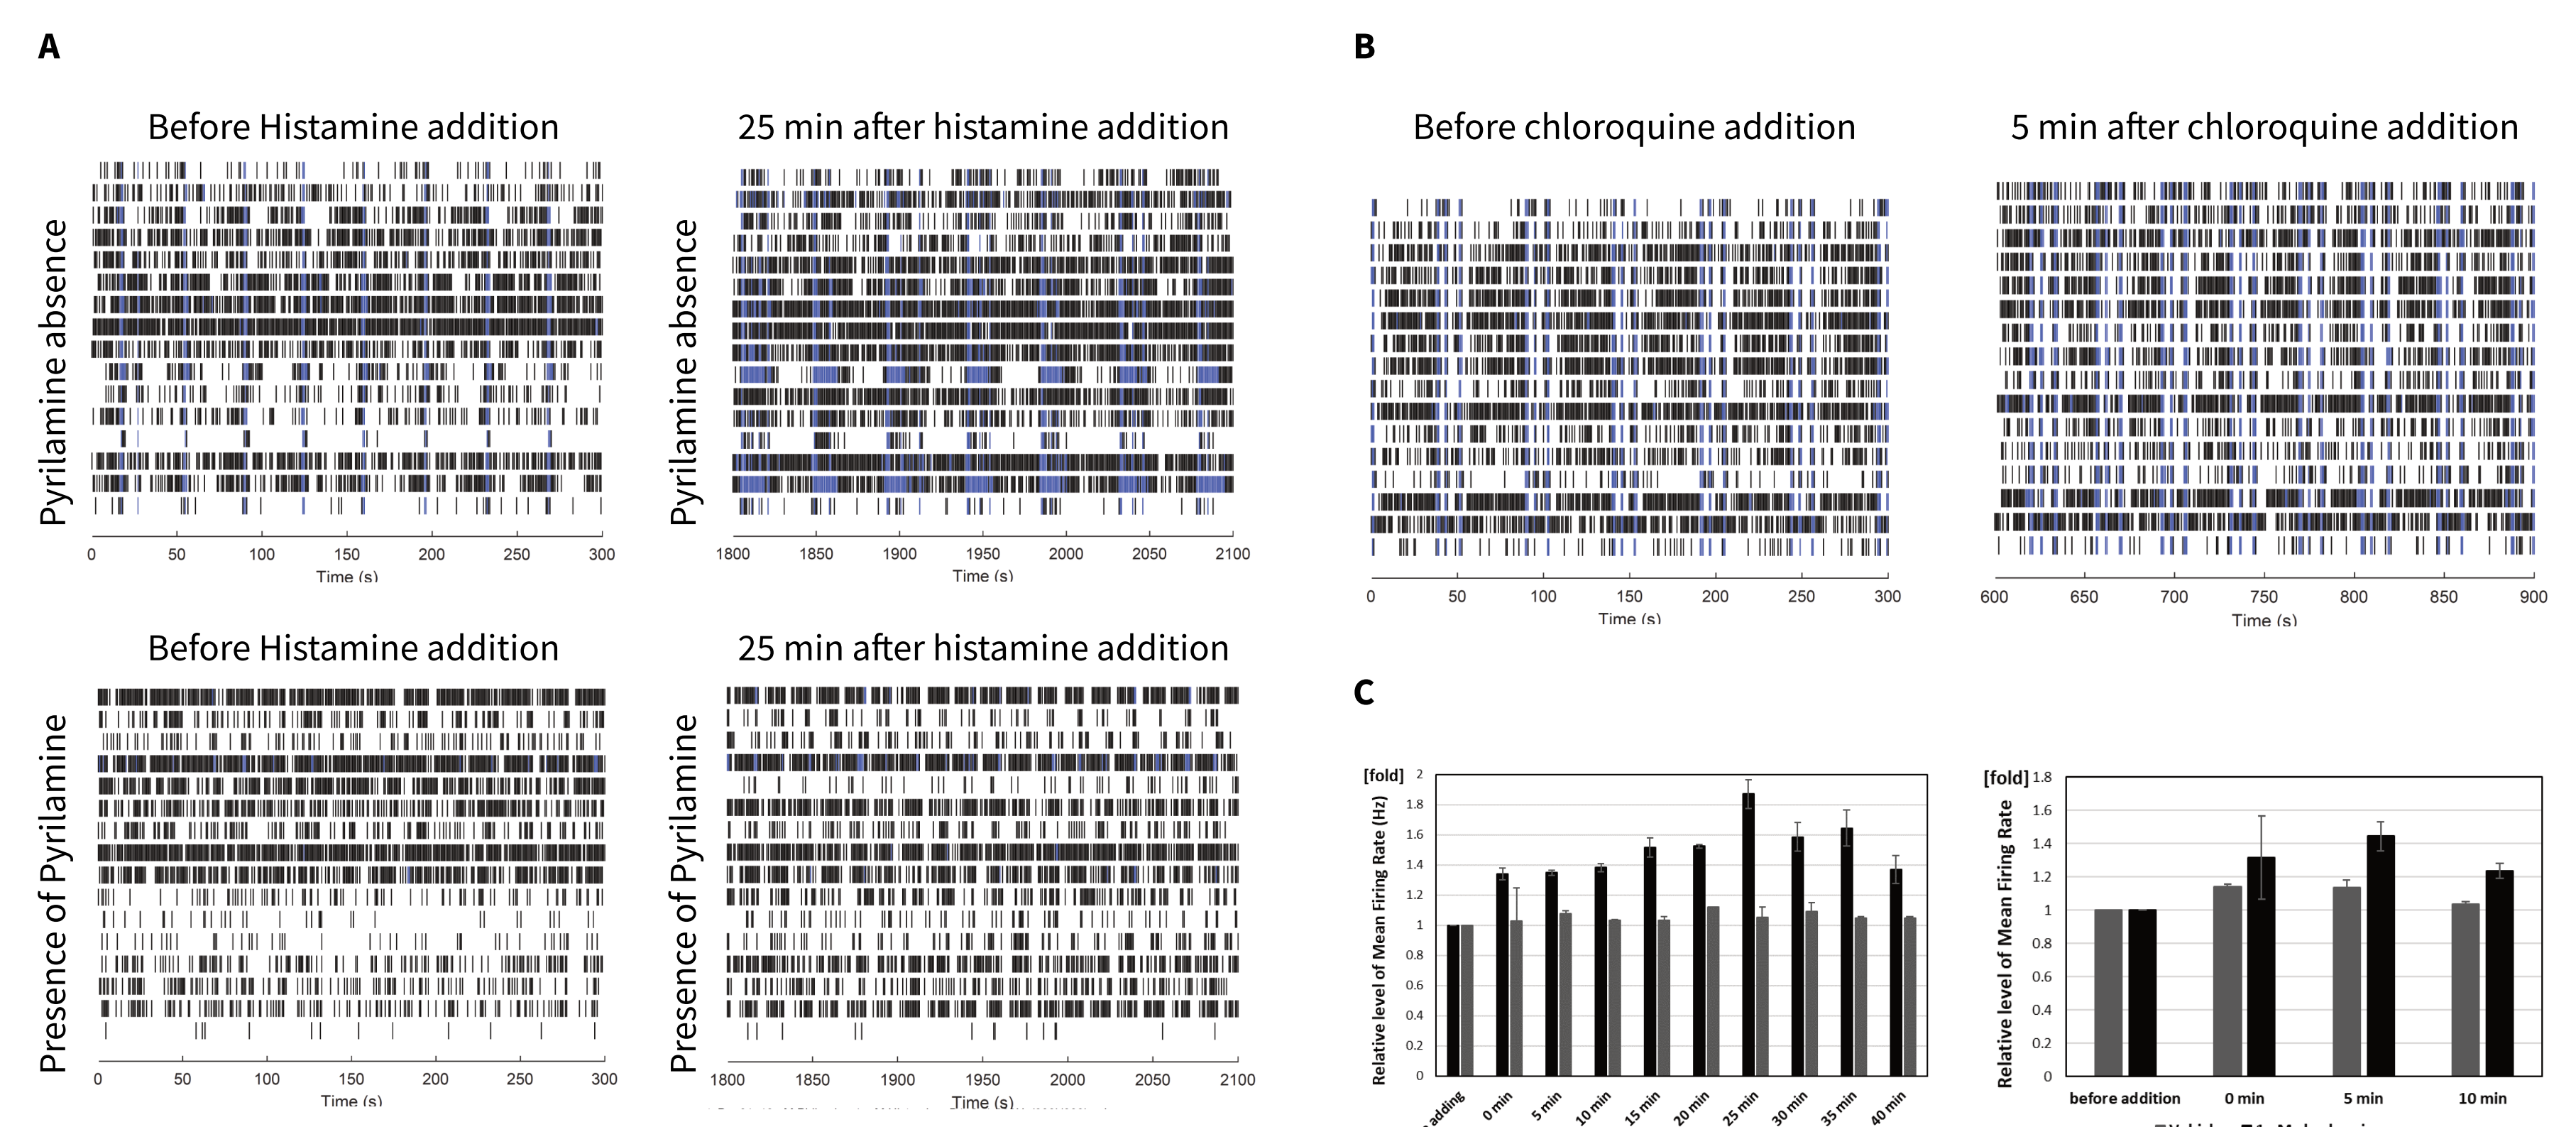 A
Before Histamine addition
25 min after histamine addition
Pyrilamine absence
0 50 100 150 200 250 300
Time (s)
Pyrilamine absence
1800 1850 1900 1950 2000 2050 2100
Time (s)
Before Histamine addition
25 min after histamine addition
Presence of Pyrilamine
0 50 100 150 200 250 300
Time (s)
Presence of Pyrilamine
1800 1850 1900 1950 2000 2050 2100
Time (s)
B
Before chloroquine addition
5 min after chloroquine addition
0 50 100 150 200 250 300
Time (s)
600 650 700 750 800 850 900
Time (s)
C
[fold]
Relative level of Mean Firing Rate (Hz)
2
1.8
1.6
1.4
1.2
1
0.8
0.6
0.4
0.2
0
adding 0 min 5 min 10 min 15 min 20 min 25 min 30 min 35 min 40 min
[fold]
Relative level of Mean Firing Rate
1.8
1.6
1.4
1.2
1
0.8
0.6
0.4
0.2
0
before addition 0 min 5 min 10 min